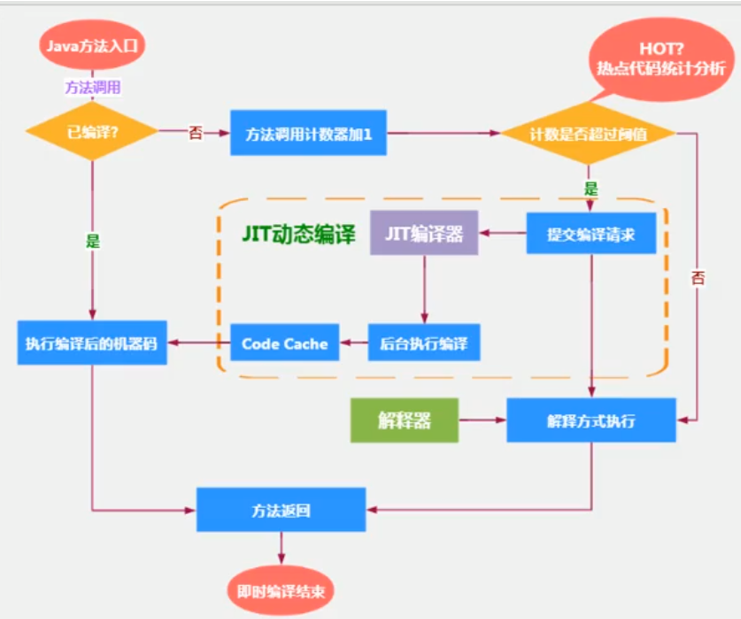 Java方法入口
方法调用
已编译?
否
方法调用计数器加1
HOT?
热点代码统计分析
计数是否超过阈值
是
否
是
JIT动态编译
JIT编译器
提交编译请求
执行编译后的机器码
Code Cache
后台执行编译
解释器
解释方式执行
方法返回
即时编译结束